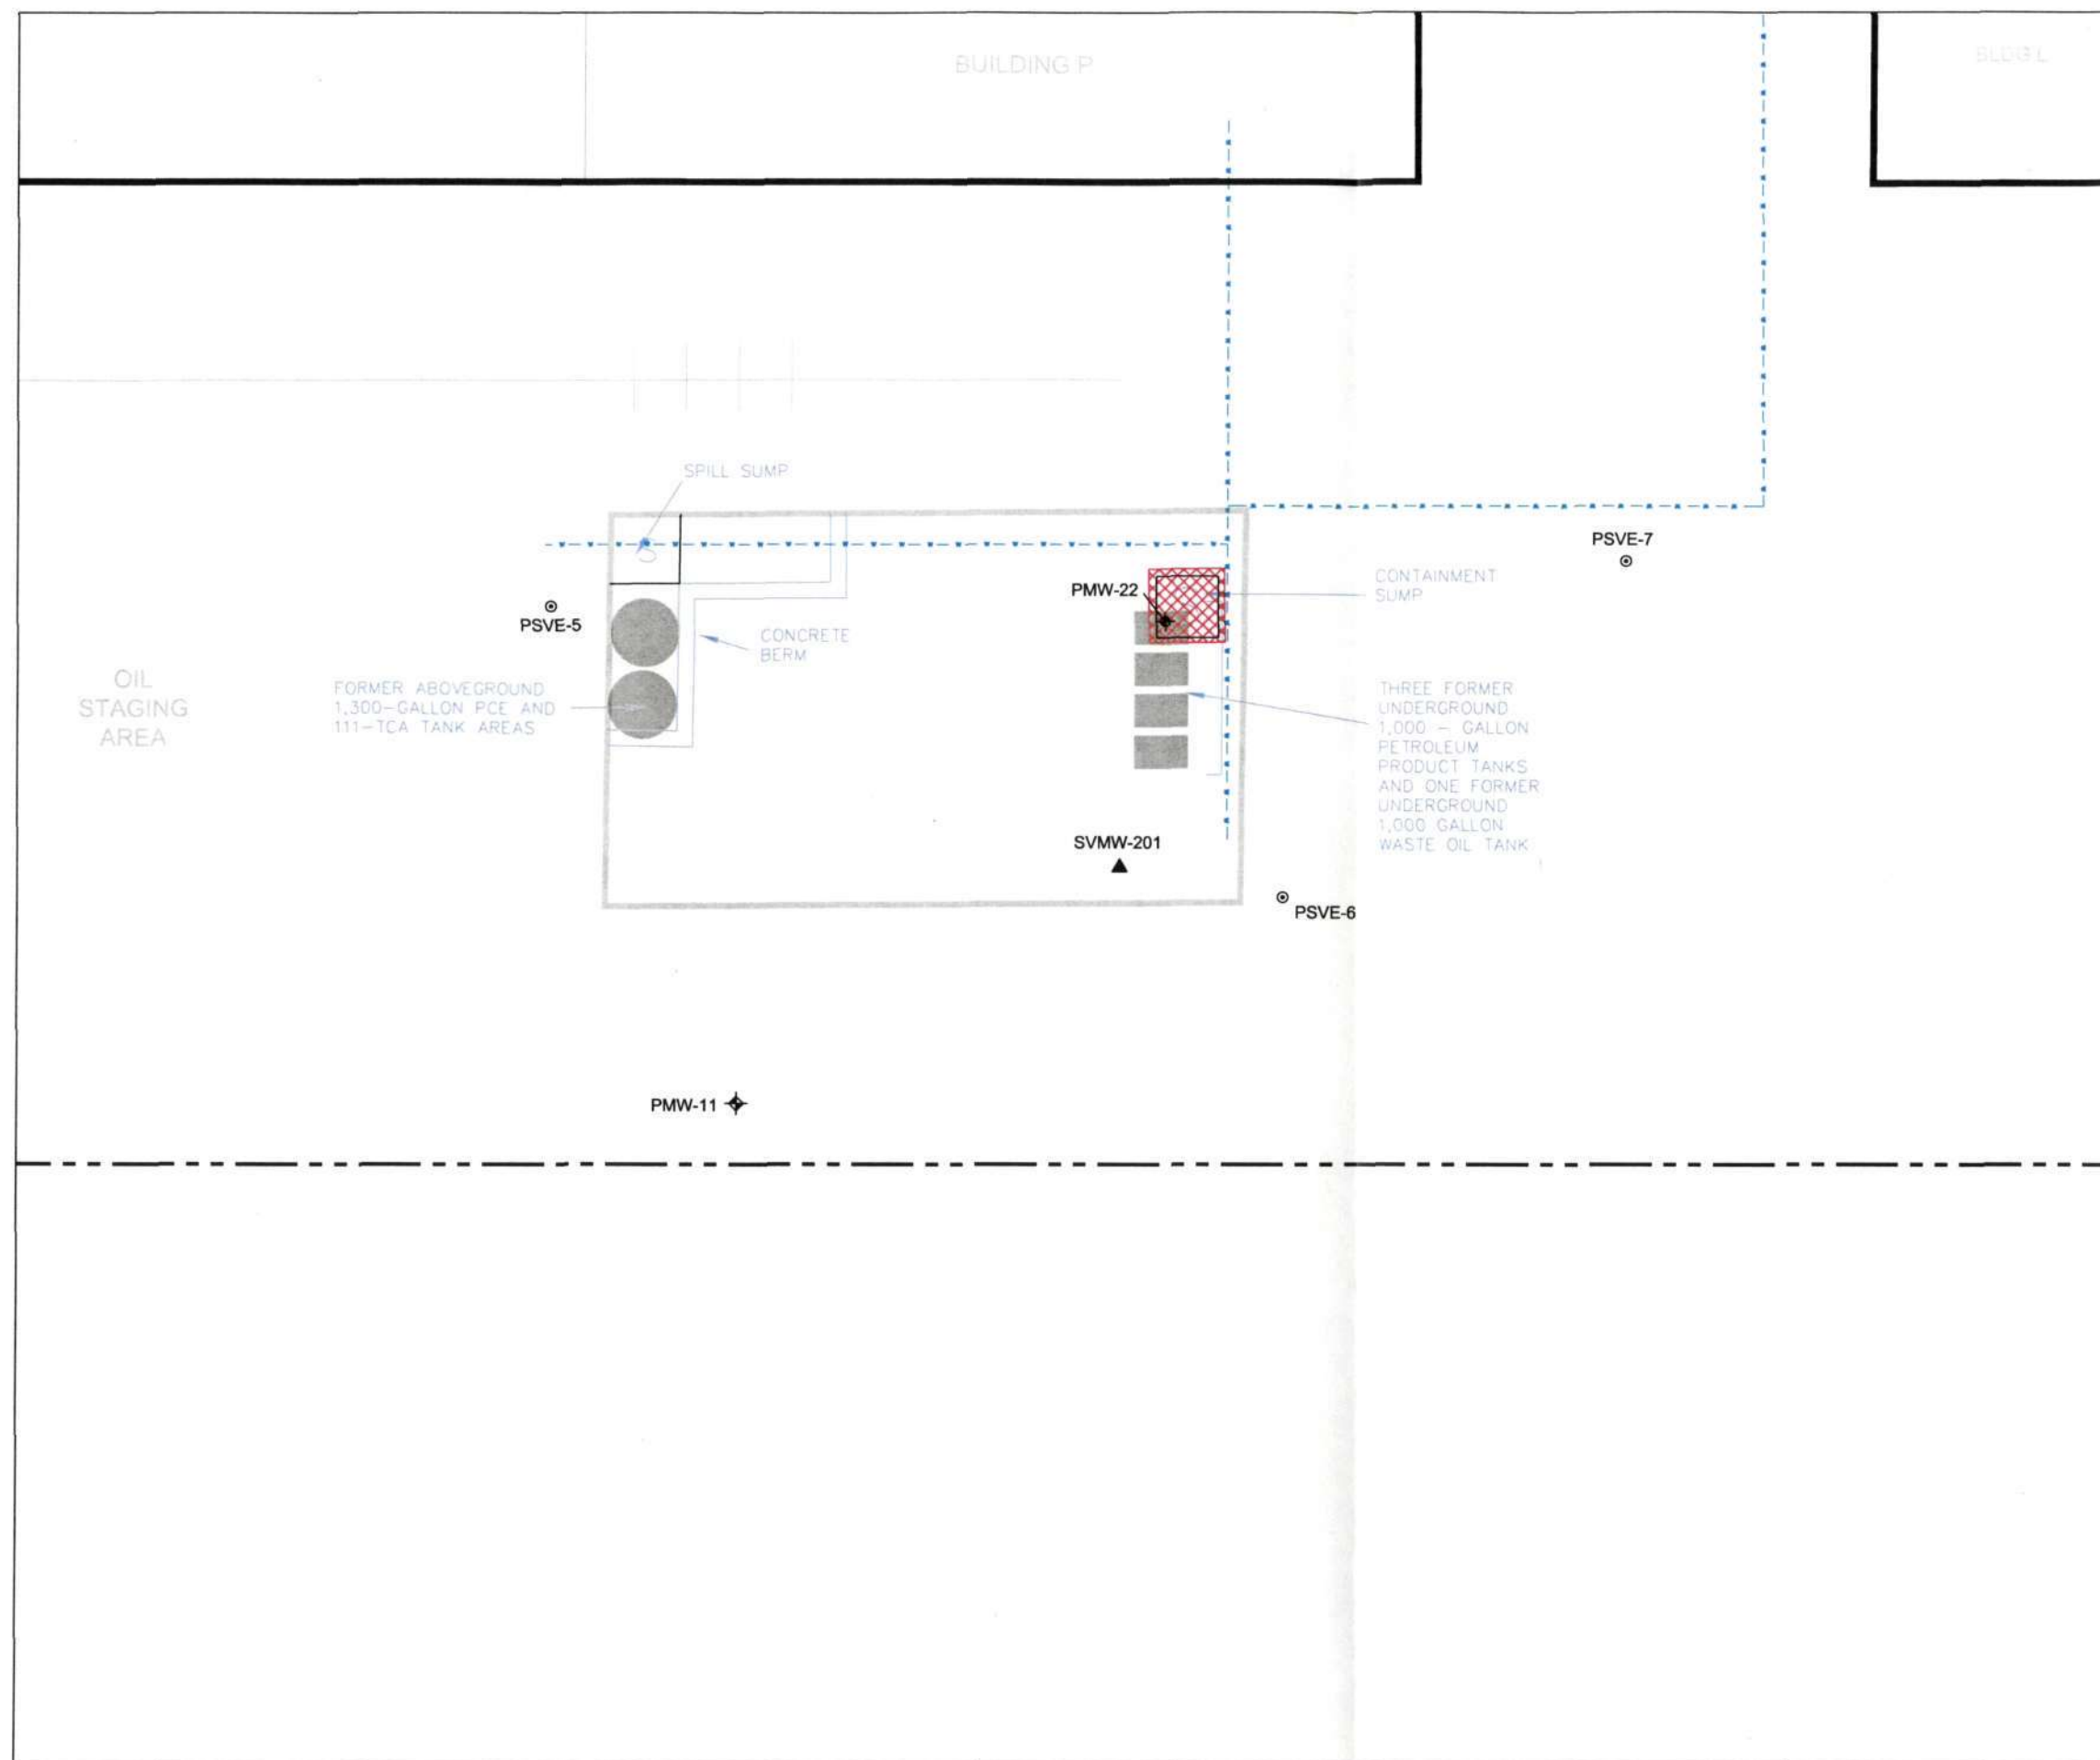 BUILDING P
BLDG L
SPILL SUMP
S
PSVE-7
CONTAINMENT
SUMP
PMW-22
PSVE-5
CONCRETE
BERM
OIL
STAGING
AREA
FORMER ABOVEGROUND
1,300-GALLON PCE AND
111-TCA TANK AREAS
THREE FORMER
UNDERGROUND
1,000 - GALLON
PETROLEUM
PRODUCT TANKS
AND ONE FORMER
UNDERGROUND
1,000 GALLON
WASTE OIL TANK
SVMW-201
PSVE-6
PMW-11